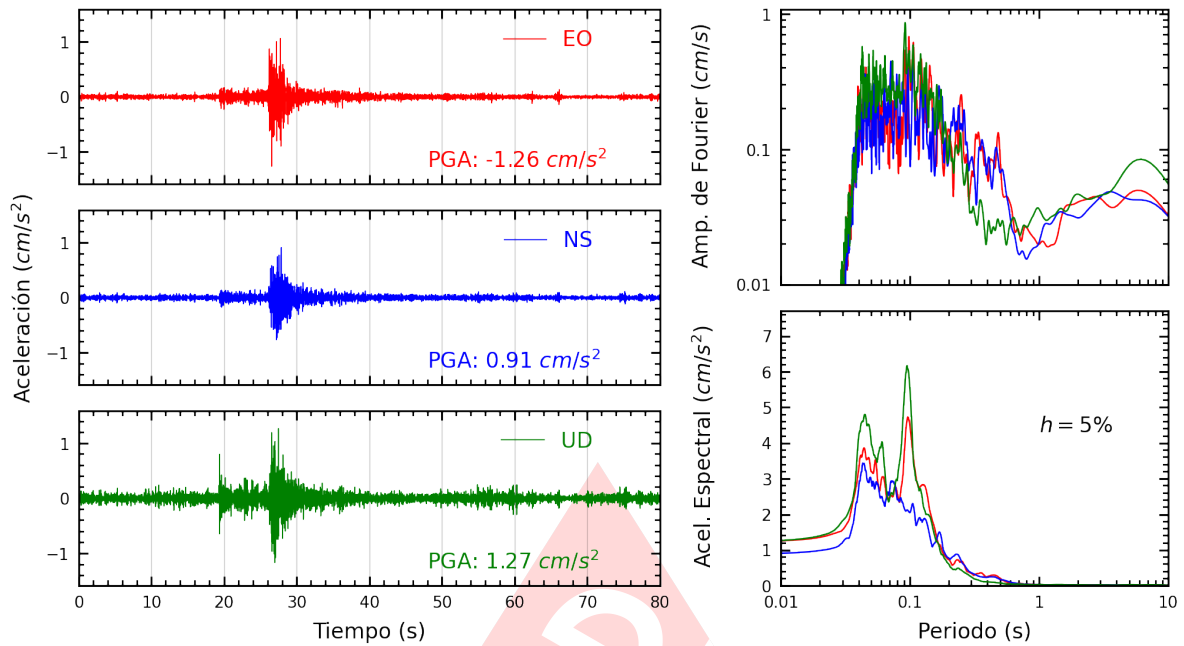 Aceleración (cm/s²)
1
0
−1
EO
PGA: -1.26 cm/s²
1
0
−1
NS
PGA: 0.91 cm/s²
1
0
−1
UD
PGA: 1.27 cm/s²
0 10 20 30 40 50 60 70 80
Tiempo (s)
Amp. de Fourier (cm/s)
1
0.1
0.01
Acel. Espectral (cm/s²)
7
6
5
4
3
2
1
0
h = 5%
0.01 0.1 1 10
Periodo (s)